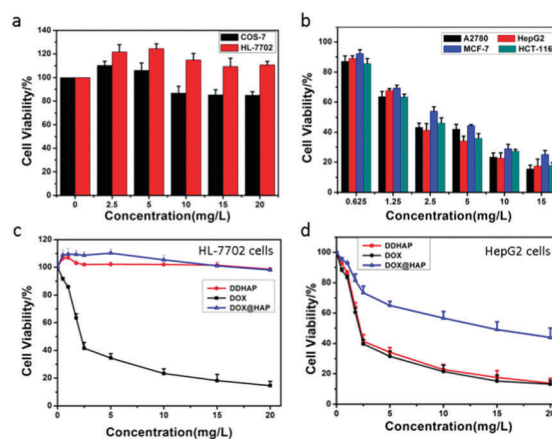 a
COS-7
HL-7702
Cell Viability/%
140
120
100
80
60
40
20
0
0 2.5 5 10 15 20
Concentration(mg/L)
b
A2780 HepG2
MCF-7 HCT-116
Cell Viability/%
100
80
60
40
20
0
0.625 1.25 2.5 5 10 15
Concentration(mg/L)
c
HL-7702 cells
DDHAP
DOX
DOX@HAP
Cell Viability/%
120
100
80
60
40
20
0
0 5 10 15 20
Concentration(mg/L)
d
HepG2 cells
DDHAP
DOX
DOX@HAP
Cell Viability/%
100
80
60
40
20
0
0 5 10 15 20
Concentration(mg/L)